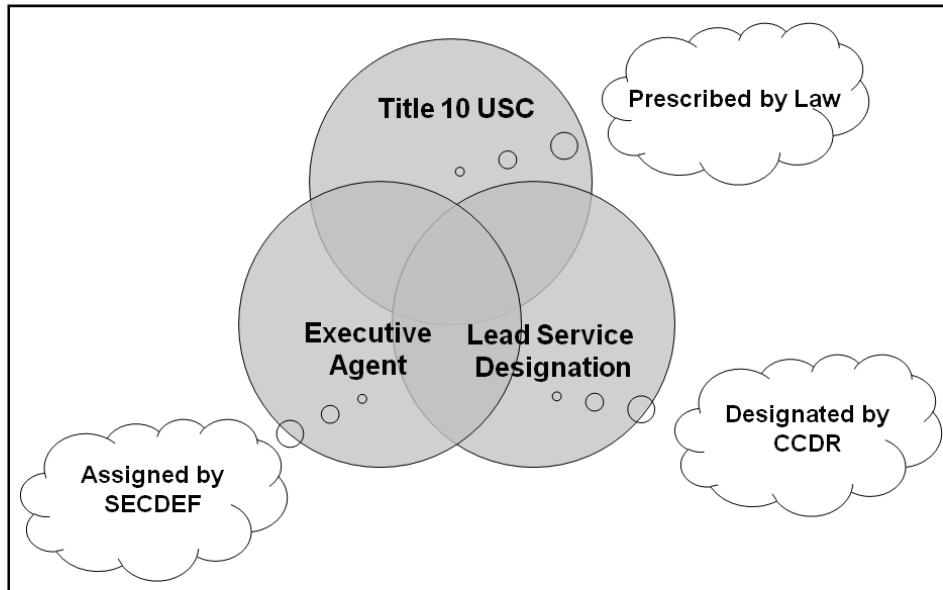 Title 10 USC
Prescribed by Law
Executive
Agent
Lead Service
Designation
Designated by
CCDR
Assigned by
SECDEF